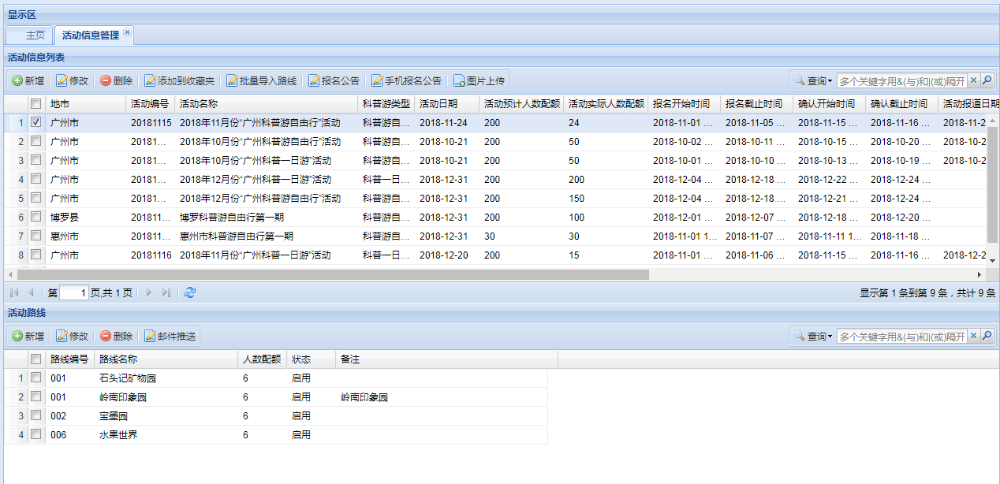 显示区
主页 活动信息管理
活动信息列表
新增 修改 删除 添加到收藏夹 批量导入路线 报名公告 手机报名公告 图片上传 查询 多个关键字用&(与)和|(或)隔开
地市 活动编号 活动名称 科普游类型 活动日期 活动预计人数配额 活动实际人数配额 报名开始时间 报名截止时间 确认开始时间 确认截止时间 活动报道日期
1 广州市 20181115 2018年11月份“广州科普游自由行”活动 科普游自... 2018-11-24 200 24 2018-11-01 ... 2018-11-05 ... 2018-11-15 ... 2018-11-16 ... 2018-11-2
2 广州市 20181... 2018年10月份“广州科普游自由行”活动 科普游自... 2018-10-21 200 50 2018-10-02 ... 2018-10-11 ... 2018-10-15 ... 2018-10-20 ... 2018-10-2
3 广州市 20181... 2018年10月份“广州科普一日游”活动 科普游自... 2018-10-21 200 50 2018-10-01 ... 2018-10-10 ... 2018-10-13 ... 2018-10-19 ... 2018-10-2
4 广州市 20181... 2018年12月份“广州科普一日游”活动 科普一日... 2018-12-31 200 200 2018-12-04 ... 2018-12-18 ... 2018-12-22 ... 2018-12-24 ...
5 广州市 20181... 2018年12月份“广州科普游自由行”活动 科普游自... 2018-12-31 200 150 2018-12-04 ... 2018-12-18 ... 2018-12-21 ... 2018-12-24 ...
6 博罗县 201811... 博罗科普游自由行第一期 科普游自... 2018-12-31 200 100 2018-12-01 ... 2018-12-07 ... 2018-12-18 ... 2018-12-20 ...
7 惠州市 201811... 惠州市科普游自由行第一期 科普游自... 2018-12-31 30 30 2018-11-01 1... 2018-11-07 ... 2018-11-11 1... 2018-11-18 ...
8 广州市 20181116 2018年11月份“广州科普一日游”活动 科普一日... 2018-12-20 200 15 2018-11-01 ... 2018-11-06 ... 2018-11-15 ... 2018-11-16 ... 2018-12-2
第 1 页,共 1 页 显示第 1 条到第 9 条，共计 9 条
活动路线
新增 修改 删除 邮件推送 查询 多个关键字用&(与)和|(或)隔开
路线编号 路线名称 人数配额 状态 备注
1 001 石头记矿物园 6 启用
2 001 岭南印象园 6 启用 岭南印象园
3 002 宝墨园 6 启用
4 006 水果世界 6 启用